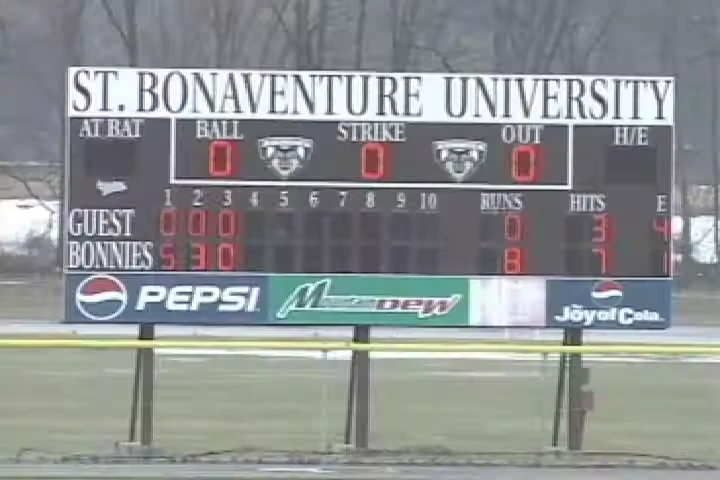 ST. BONAVENTURE UNIVERSITY
AT BAT BALL STRIKE OUT H/E
0 0 0
1 2 3 4 5 6 7 8 9 10 RUNS HITS E
GUEST 0 0 0 0 3 4
BONNIES 5 3 0 8 7 1
PEPSI Mountain DEW Joy of Cola